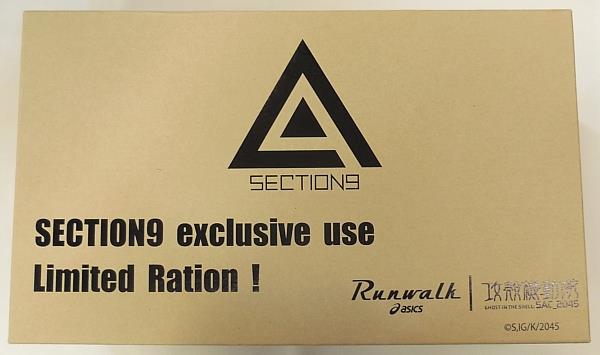 SECTION9
SECTION9 exclusive use
Limited Ration !
Runwalk
asics
攻殻機動隊
GHOST IN THE SHELL SAC_2045
©S,IG/K/2045